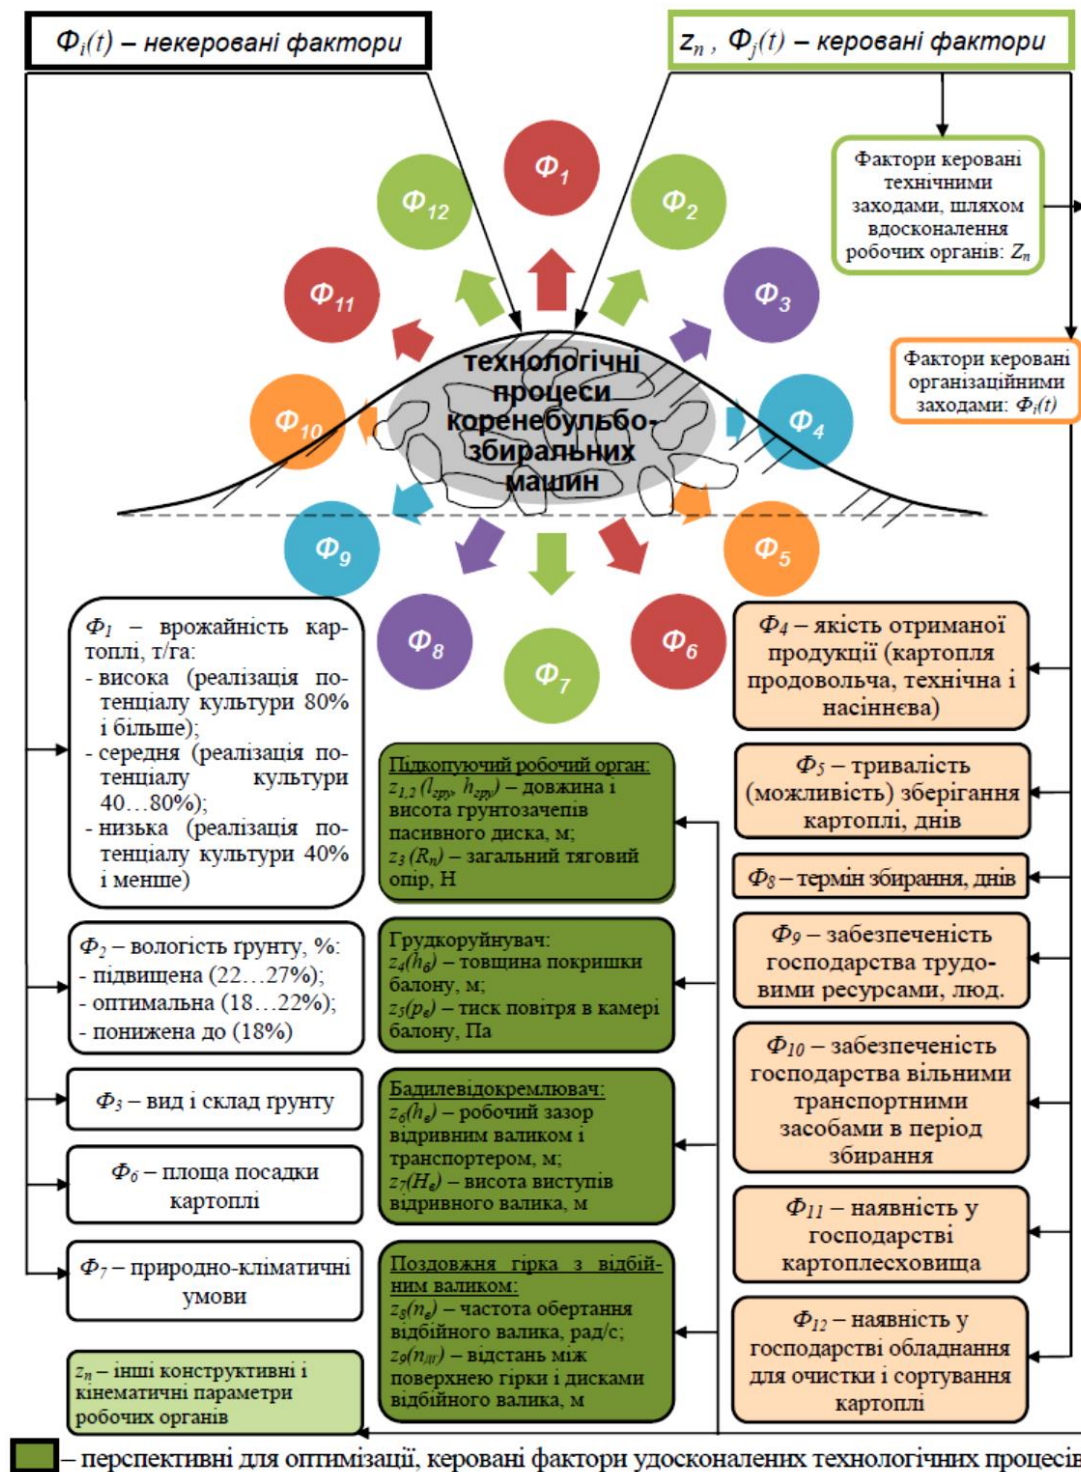 Φi(t) – некеровані фактори
zn , Φj(t) – керовані фактори
Фактори керовані
технічними
заходами, шляхом
вдосконалення
робочих органів: Zn
Фактори керовані
організаційними
заходами: Φi(t)
Φ1
Φ2
Φ3
Φ4
Φ5
Φ6
Φ7
Φ8
Φ9
Φ10
Φ11
Φ12
технологічні
процеси
коренебульбо-
збиральних
машин
Φ1 – врожайність кар-
топлі, т/га:
- висока (реалізація по-
тенціалу культури 80%
і більше);
- середня (реалізація по-
тенціалу культури
40…80%);
- низька (реалізація по-
тенціалу культури 40%
і менше)
Φ2 – вологість ґрунту, %:
- підвищена (22…27%);
- оптимальна (18…22%);
- понижена до (18%)
Φ3 – вид і склад ґрунту
Φ6 – площа посадки
картоплі
Φ7 – природно-кліматичні
умови
zn – інші конструктивні і
кінематичні параметри
робочих органів
Підкопуючий робочий орган:
z1,2 (lгру, hгру) – довжина і
висота грунтозачепів
пасивного диска, м;
z3 (Rn) – загальний тяговий
опір, Н
Грудкоруйнувач:
z4(hб) – товщина покришки
балону, м;
z5(pв) – тиск повітря в камері
балону, Па
Бадилевідокремлювач:
z6(hв) – робочий зазор
відривним валиком і
транспортером, м;
z7(Hв) – висота виступів
відривного валика, м
Поздовжня гірка з відбій-
ним валиком:
z8(nв) – частота обертання
відбійного валика, рад/с;
z9(nДГ) – відстань між
поверхнею гірки і дисками
відбійного валика, м
Φ4 – якість отриманої
продукції (картопля
продовольча, технічна і
насіннєва)
Φ5 – тривалість
(можливість) зберігання
картоплі, днів
Φ8 – термін збирання, днів
Φ9 – забезпеченість
господарства трудо-
вими ресурсами, люд.
Φ10 – забезпеченість
господарства вільними
транспортними
засобами в період
збирання
Φ11 – наявність у
господарстві
картоплесховища
Φ12 – наявність у
господарстві обладнання
для очистки і сортування
картоплі
– перспективні для оптимізації, керовані фактори удосконалених технологічних процесів